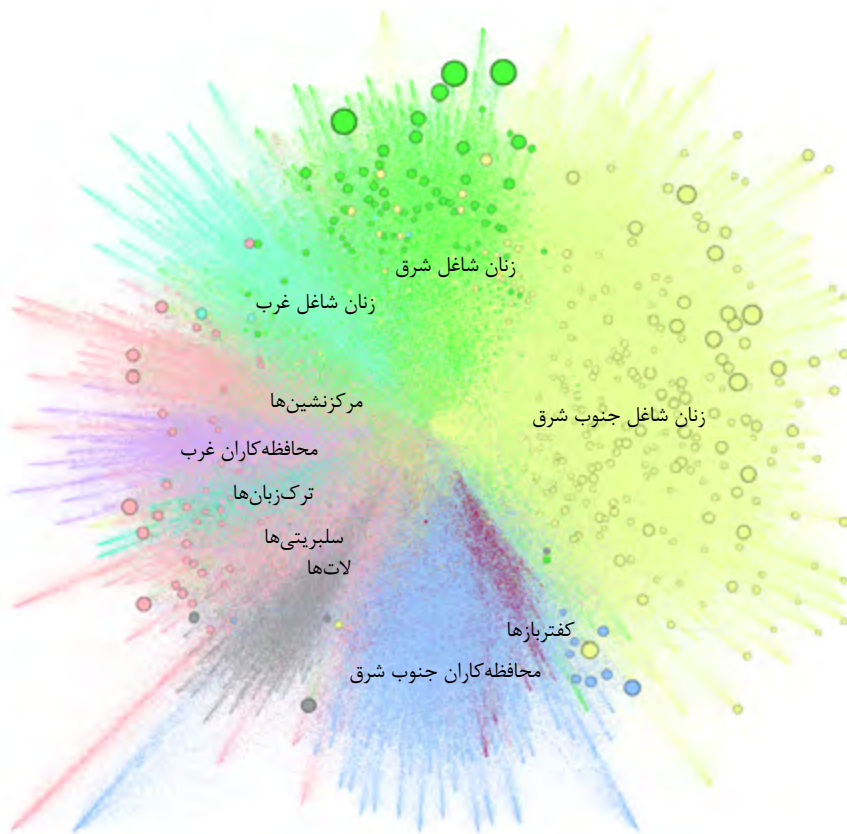 زنان شاغل شرق
زنان شاغل غرب
مرکزنشین‌ها
زنان شاغل جنوب شرق
محافظه‌کاران غرب
ترک‌زبان‌ها
سلبریتی‌ها
لات‌ها
کفتربازها
محافظه‌کاران جنوب شرق